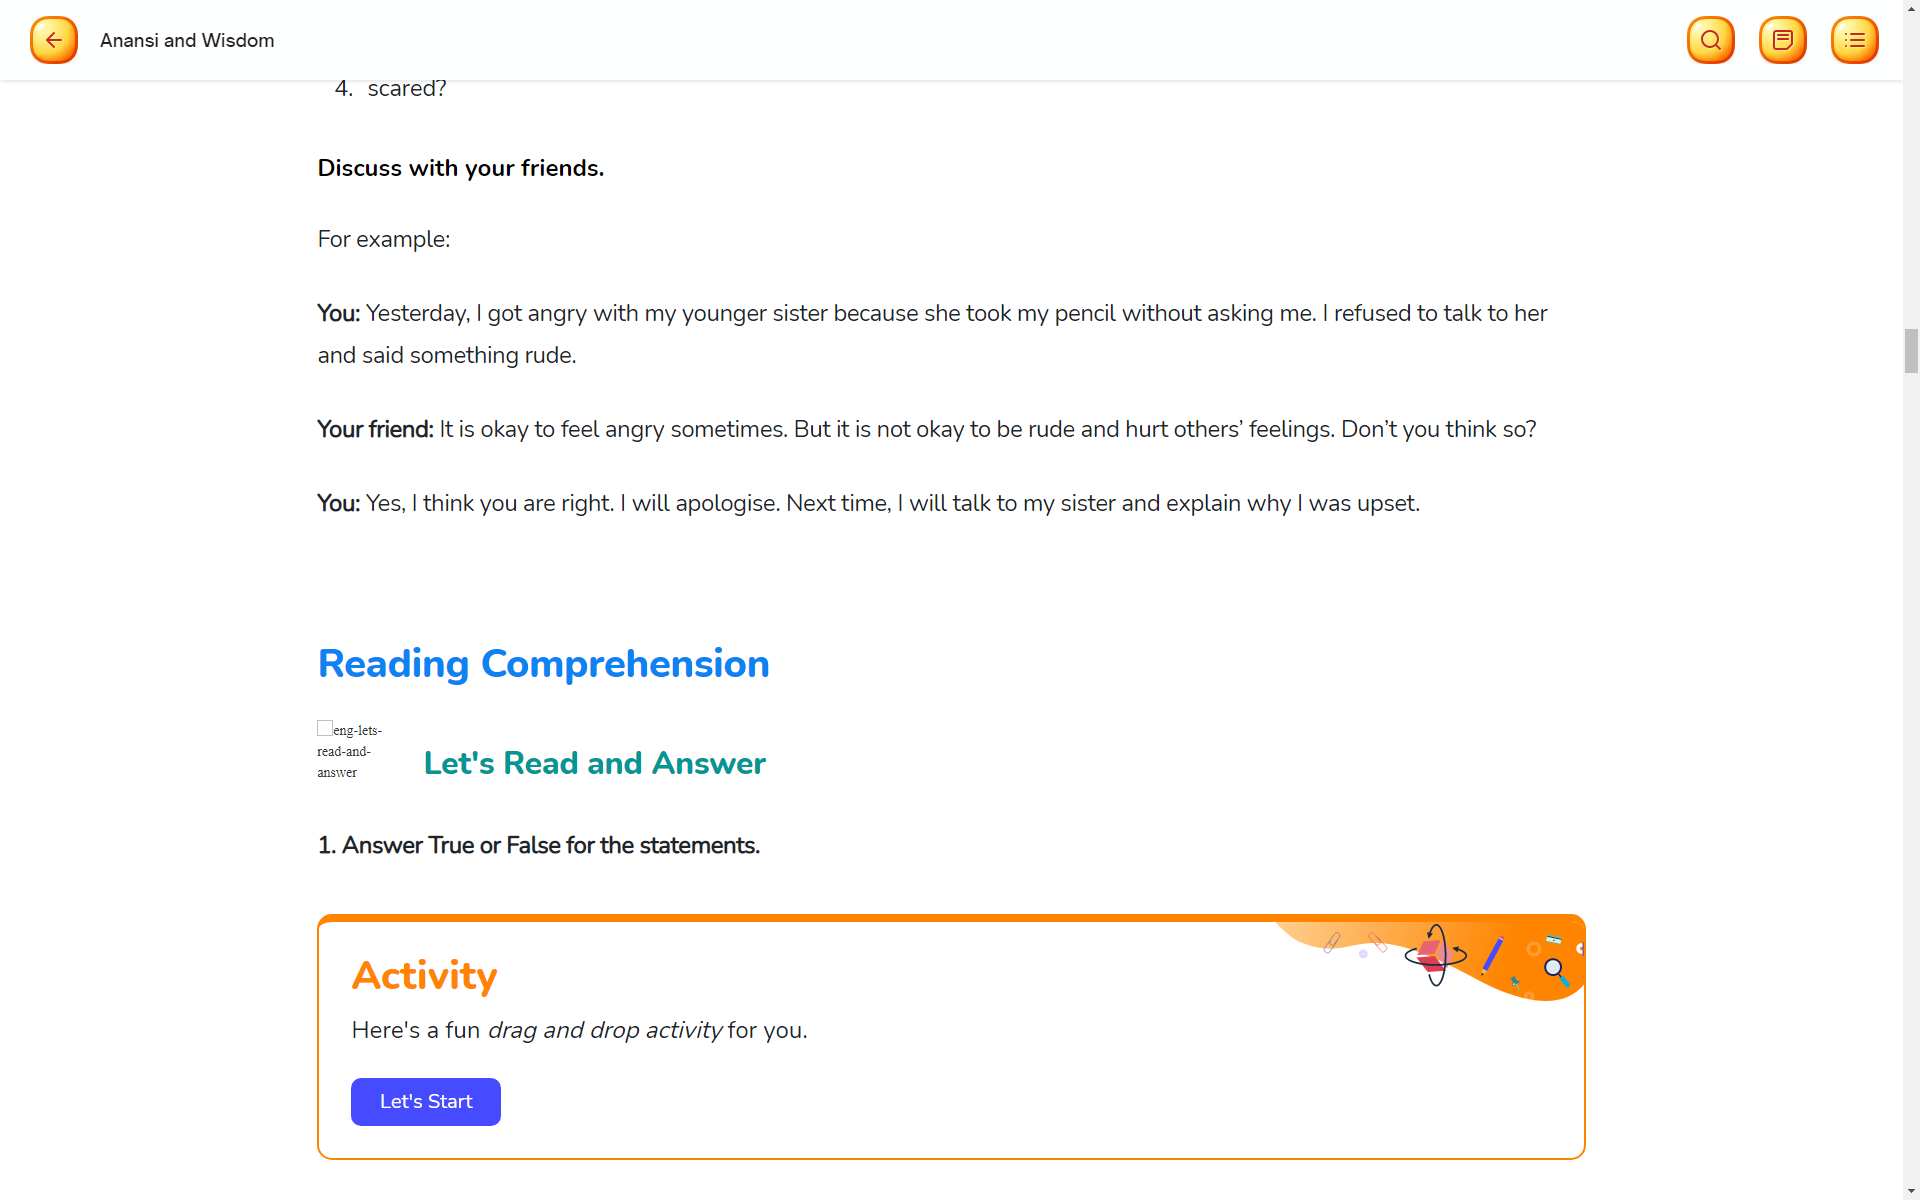 Anansi and Wisdom
4. scared?
Discuss with your friends.
For example:
You: Yesterday, I got angry with my younger sister because she took my pencil without asking me. I refused to talk to her
and said something rude.
Your friend: It is okay to feel angry sometimes. But it is not okay to be rude and hurt others’ feelings. Don’t you think so?
You: Yes, I think you are right. I will apologise. Next time, I will talk to my sister and explain why I was upset.
Reading Comprehension
eng-lets-
read-and-
answer
Let's Read and Answer
1. Answer True or False for the statements.
Activity
Here's a fun drag and drop activity for you.
Let's Start